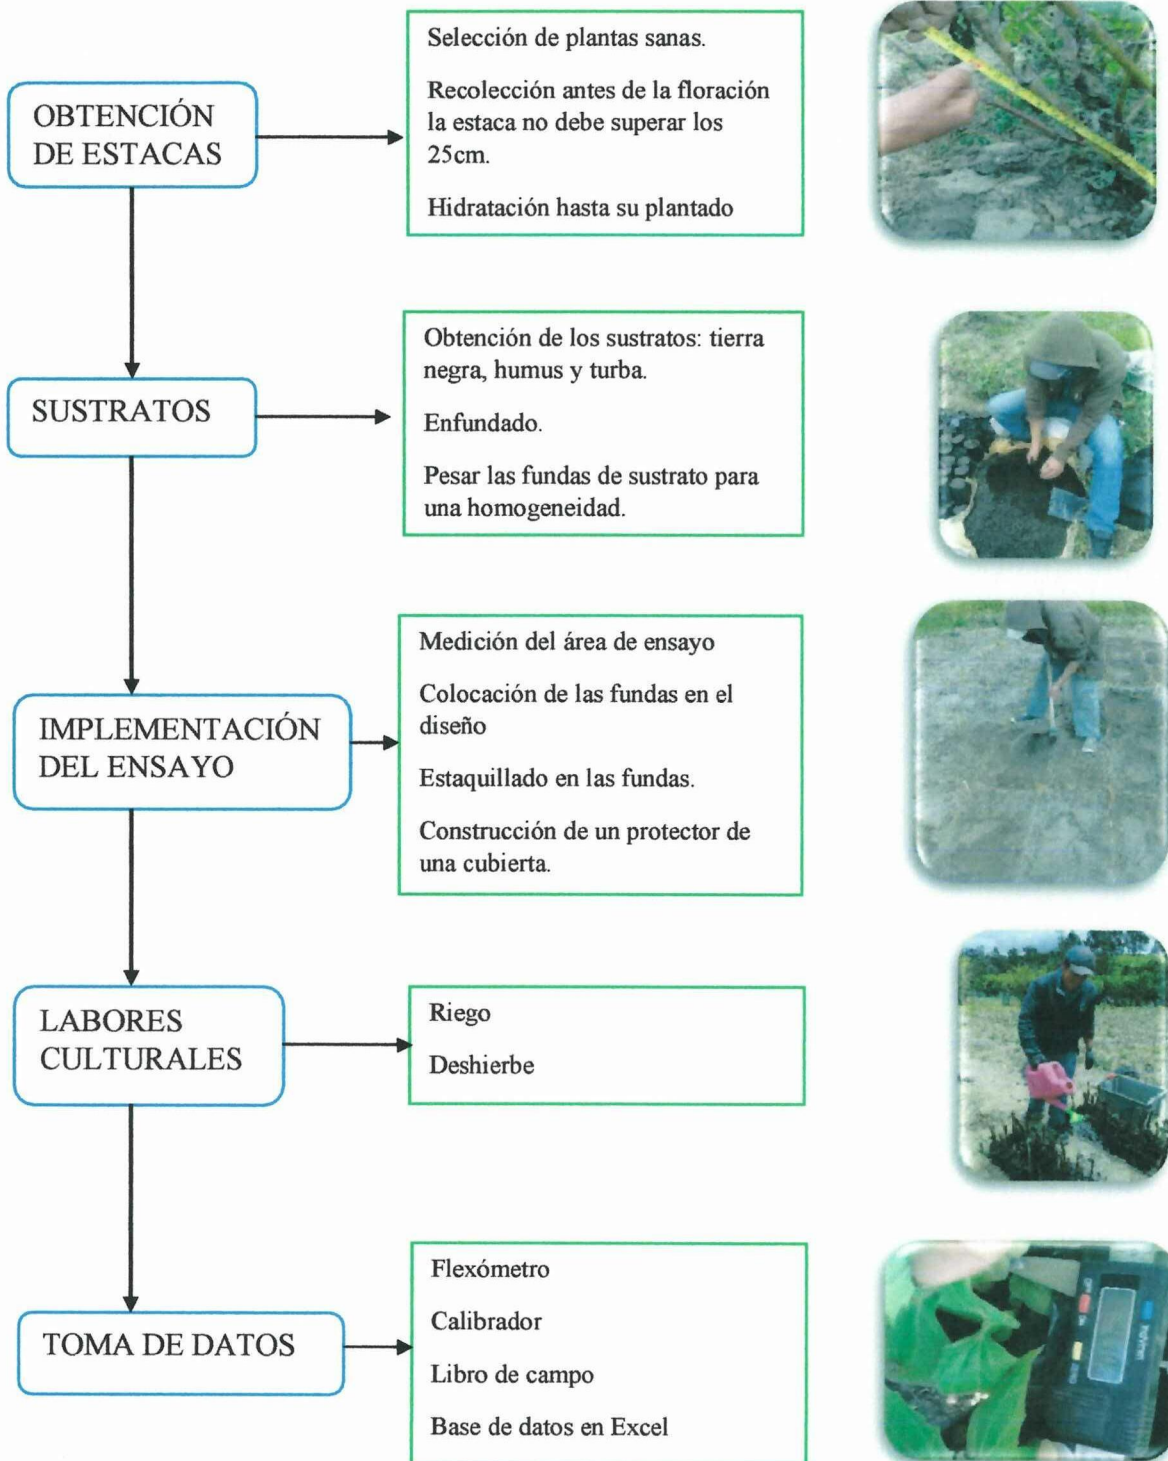 OBTENCIÓN
DE ESTACAS
Selección de plantas sanas.
Recolección antes de la floración
la estaca no debe superar los
25cm.
Hidratación hasta su plantado
SUSTRATOS
Obtención de los sustratos: tierra
negra, humus y turba.
Enfundado.
Pesar las fundas de sustrato para
una homogeneidad.
IMPLEMENTACIÓN
DEL ENSAYO
Medición del área de ensayo
Colocación de las fundas en el
diseño
Estaquillado en las fundas.
Construcción de un protector de
una cubierta.
LABORES
CULTURALES
Riego
Deshierbe
TOMA DE DATOS
Flexómetro
Calibrador
Libro de campo
Base de datos en Excel